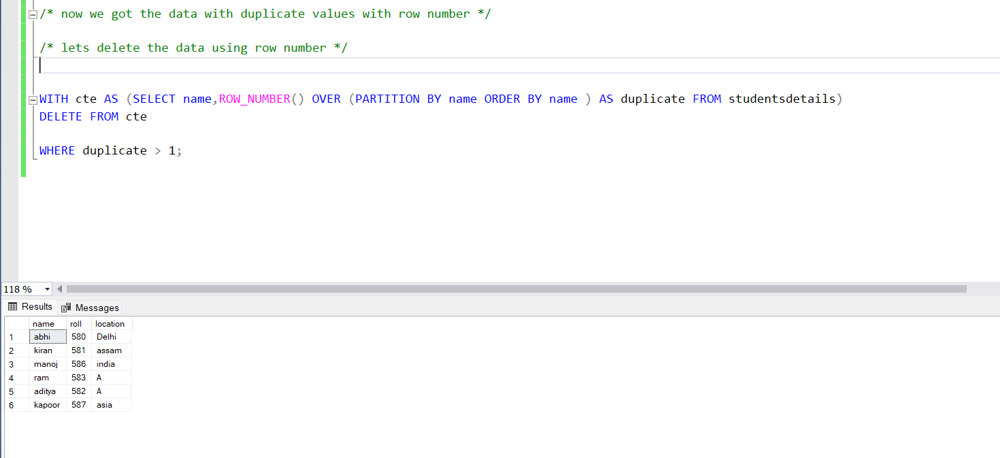 /* now we got the data with duplicate values with row number */
/* lets delete the data using row number */
WITH cte AS (SELECT name,ROW_NUMBER() OVER (PARTITION BY name ORDER BY name ) AS duplicate FROM studentsdetails)
DELETE FROM cte
WHERE duplicate > 1;
118 %
Results Messages
name roll location
1 abhi 580 Delhi
2 kiran 581 assam
3 manoj 586 india
4 ram 583 A
5 aditya 582 A
6 kapoor 587 asia